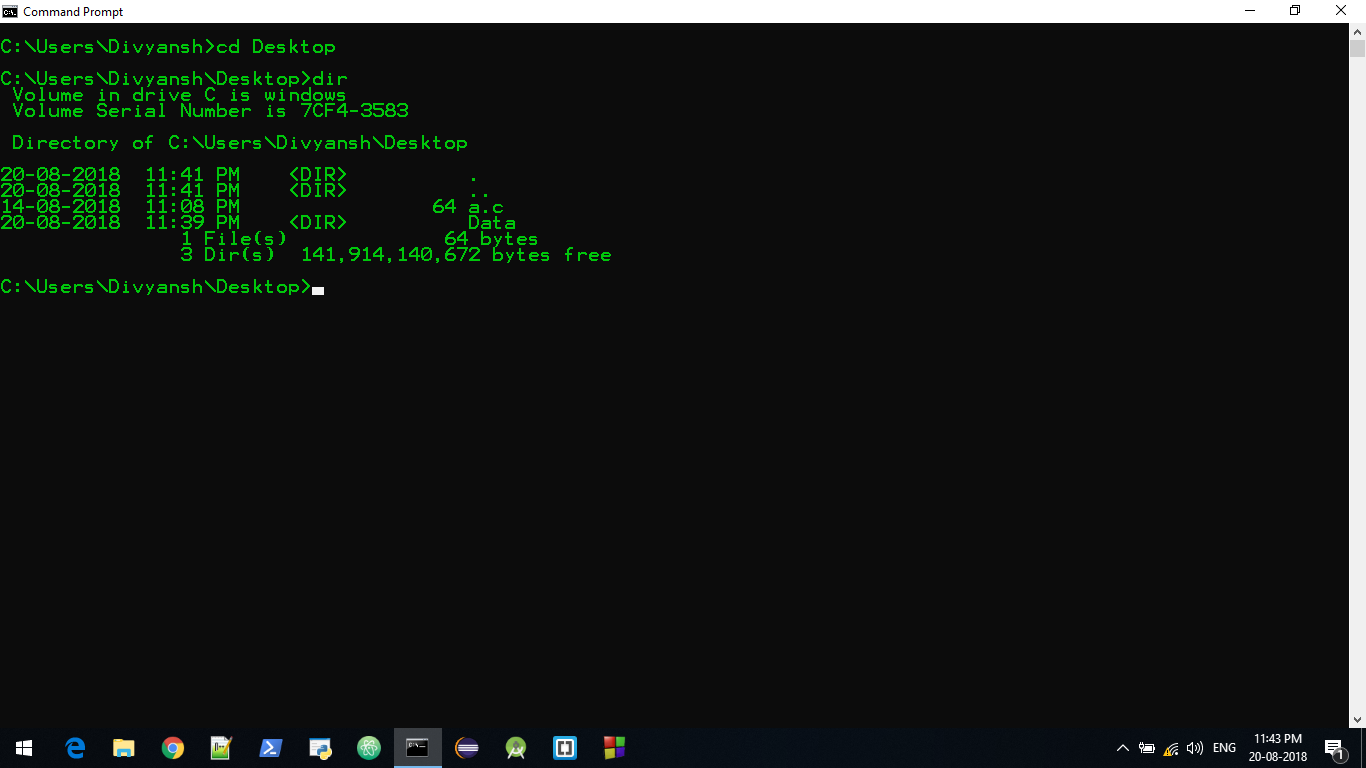 Command Prompt
C:\Users\Divyansh>cd Desktop
C:\Users\Divyansh\Desktop>dir
 Volume in drive C is windows
 Volume Serial Number is 7CF4-3583
 Directory of C:\Users\Divyansh\Desktop
20-08-2018  11:41 PM    <DIR>          .
20-08-2018  11:41 PM    <DIR>          ..
14-08-2018  11:08 PM                64 a.c
20-08-2018  11:39 PM    <DIR>          Data
               1 File(s)             64 bytes
               3 Dir(s)  141,914,140,672 bytes free
C:\Users\Divyansh\Desktop>
ENG
11:43 PM
20-08-2018
1